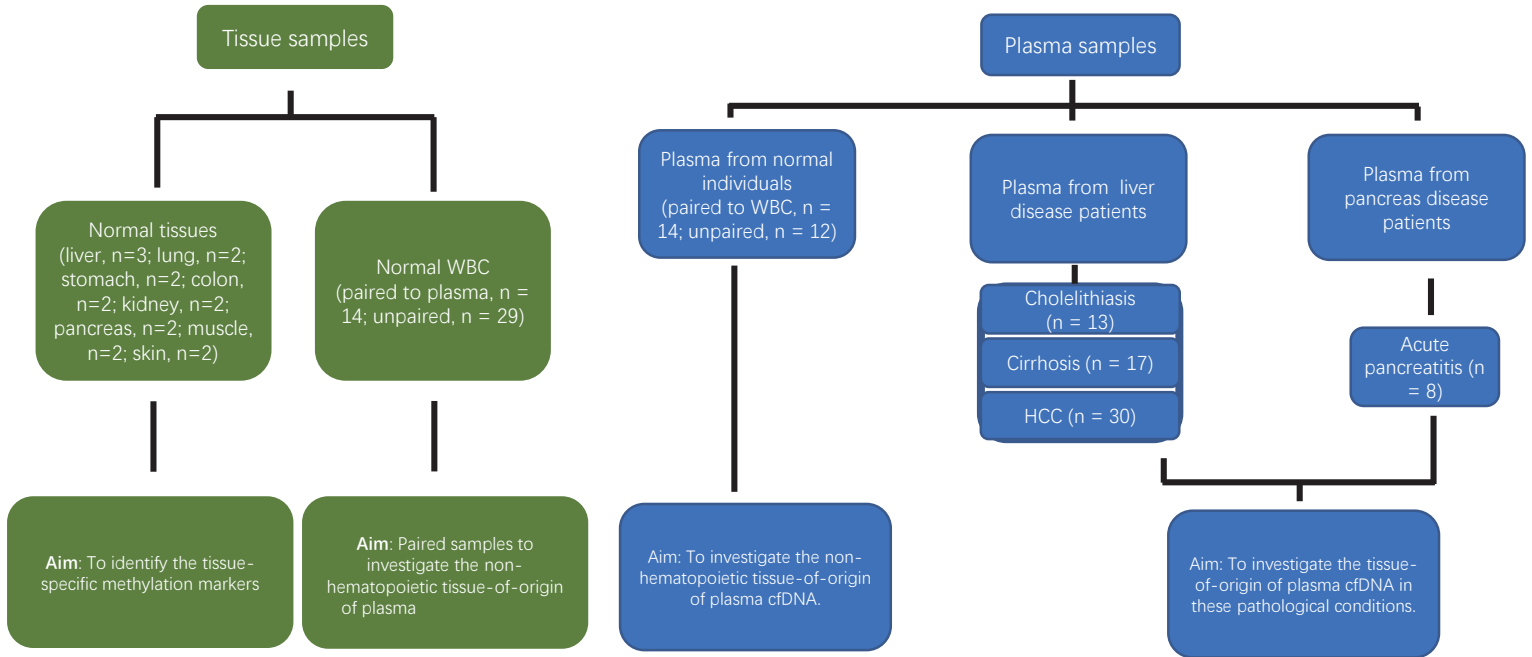 Tissue samples
Normal tissues
(liver, n=3; lung, n=2;
stomach, n=2; colon,
n=2; kidney, n=2;
pancreas, n=2; muscle,
n=2; skin, n=2)
Normal WBC
(paired to plasma, n =
14; unpaired, n = 29)
Aim: To identify the tissue-
specific methylation markers
Aim: Paired samples to
investigate the non-
hematopoietic tissue-of-origin
of plasma
Plasma samples
Plasma from normal
individuals
(paired to WBC, n =
14; unpaired, n = 12)
Plasma from liver
disease patients
Plasma from
pancreas disease
patients
Cholelithiasis
(n = 13)
Cirrhosis (n = 17)
HCC (n = 30)
Acute
pancreatitis (n
= 8)
Aim: To investigate the non-
hematopoietic tissue-of-origin
of plasma cfDNA.
Aim: To investigate the tissue-
of-origin of plasma cfDNA in
these pathological conditions.